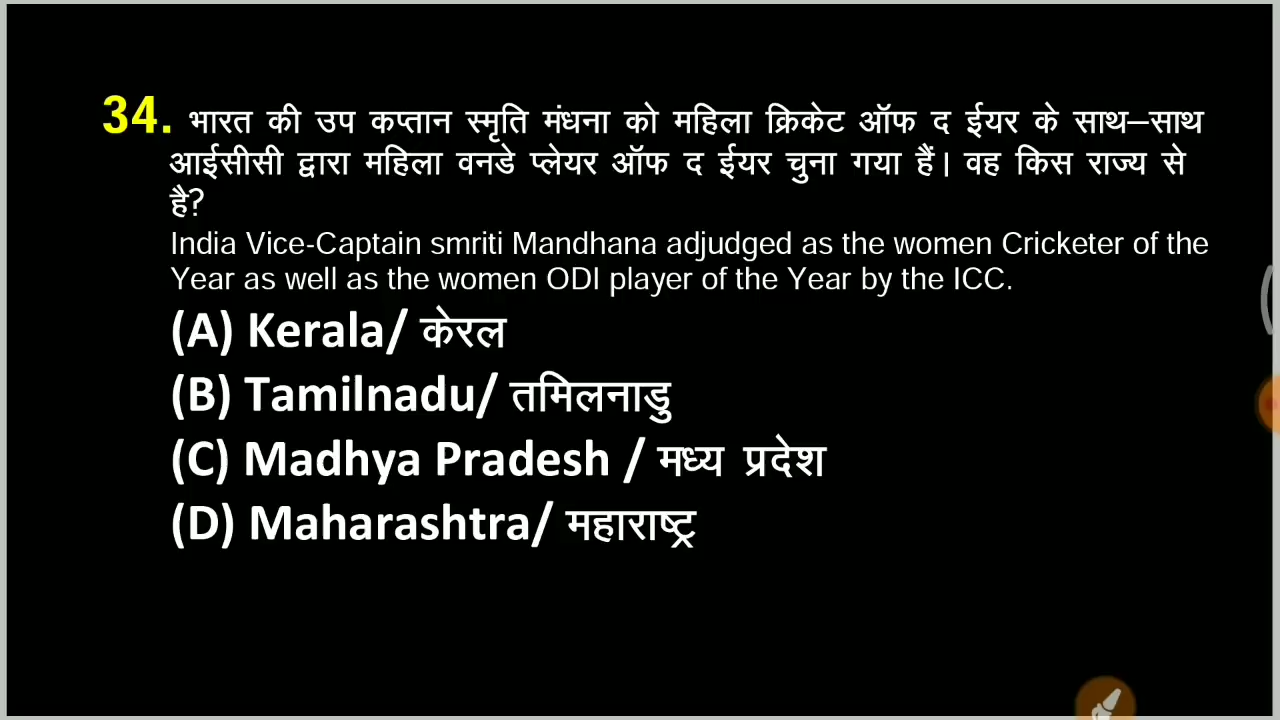 34. भारत की उप कप्तान स्मृति मंधना को महिला क्रिकेट ऑफ द ईयर के साथ–साथ
आईसीसी द्वारा महिला वनडे प्लेयर ऑफ द ईयर चुना गया हैं। वह किस राज्य से
है?
India Vice-Captain smriti Mandhana adjudged as the women Cricketer of the
Year as well as the women ODI player of the Year by the ICC.
(A) Kerala/ केरल
(B) Tamilnadu/ तमिलनाडु
(C) Madhya Pradesh / मध्य प्रदेश
(D) Maharashtra/ महाराष्ट्र